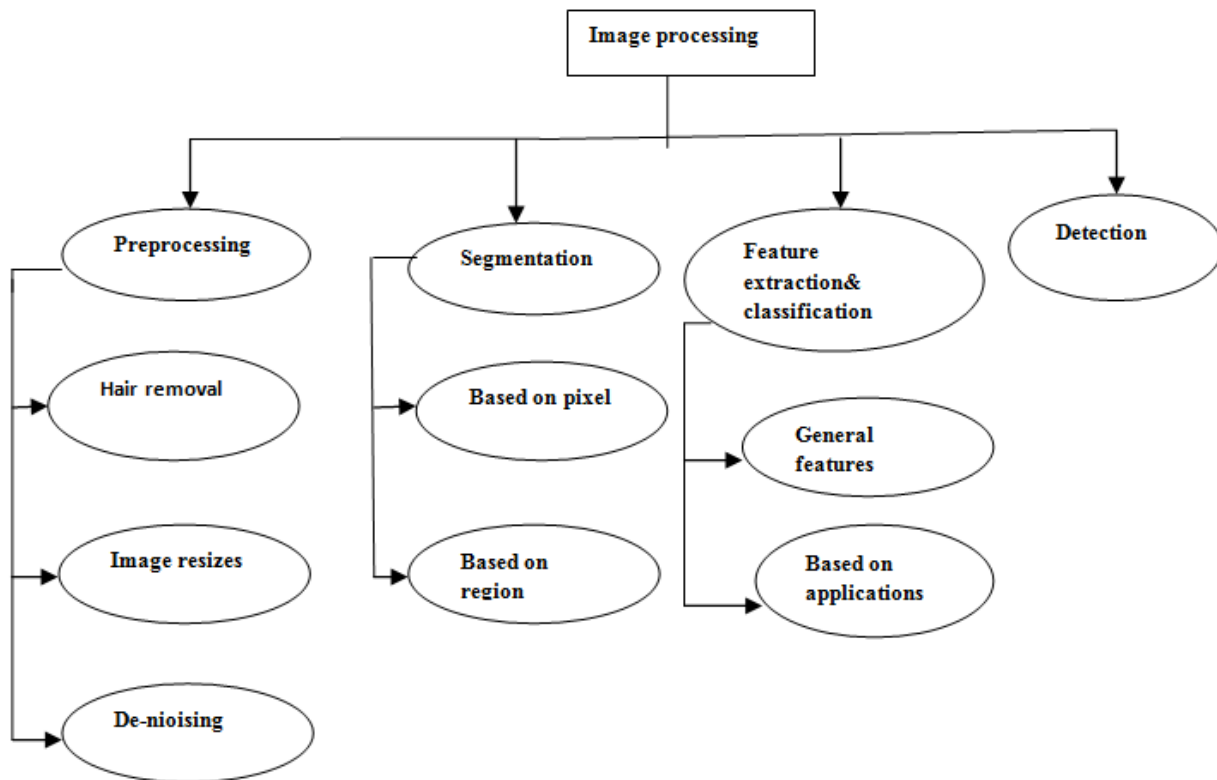 Image processing
Preprocessing
Segmentation
Feature
extraction&
classification
Detection
Hair removal
Based on pixel
General
features
Image resizes
Based on
region
Based on
applications
De-nioising